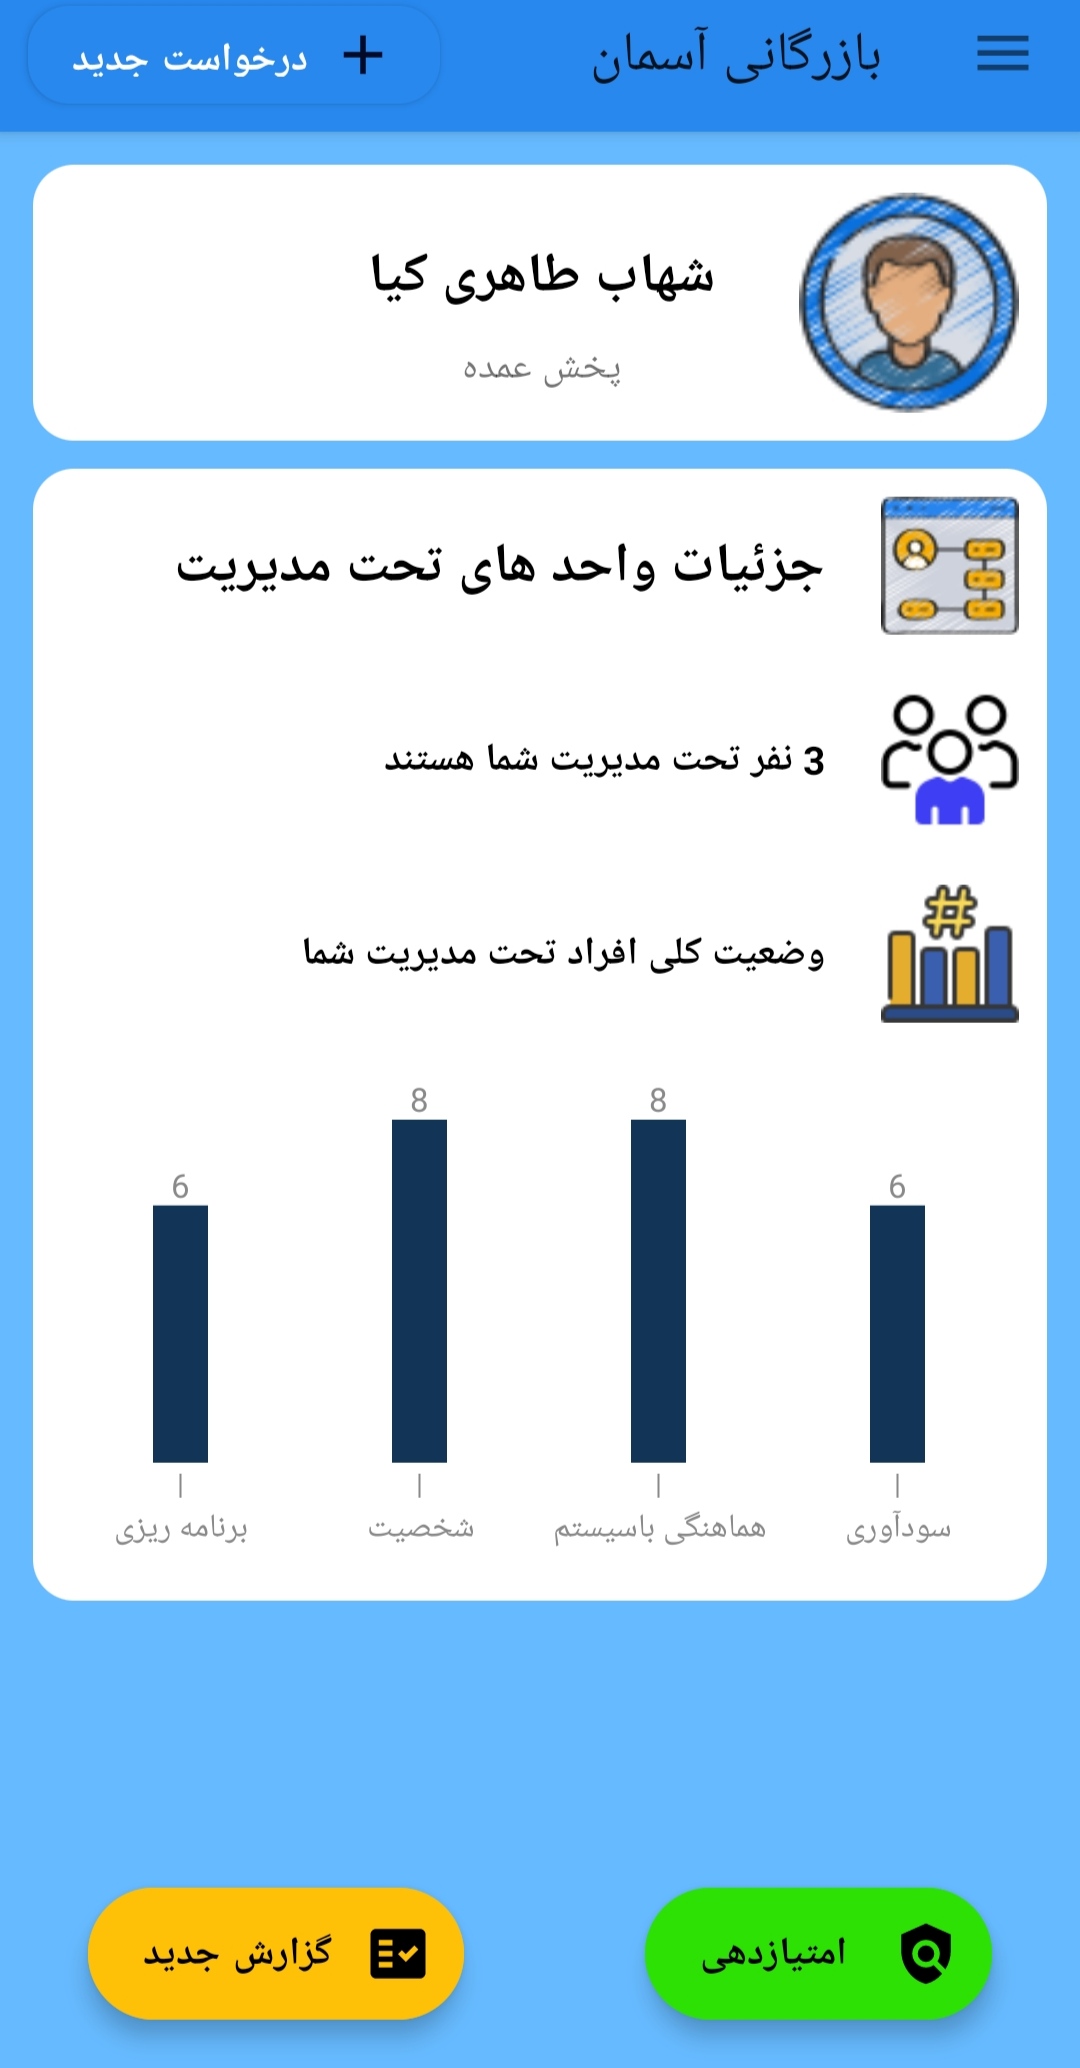 بازرگانی آسمان
درخواست جدید
شهاب طاهری کیا
پخش عمده
جزئیات واحد های تحت مدیریت
3 نفر تحت مدیریت شما هستند
#
وضعیت کلی افراد تحت مدیریت شما
6 8 8 6
سودآوری
هماهنگی باسیستم
شخصیت
برنامه ریزی
امتیازدهی
گزارش جدید